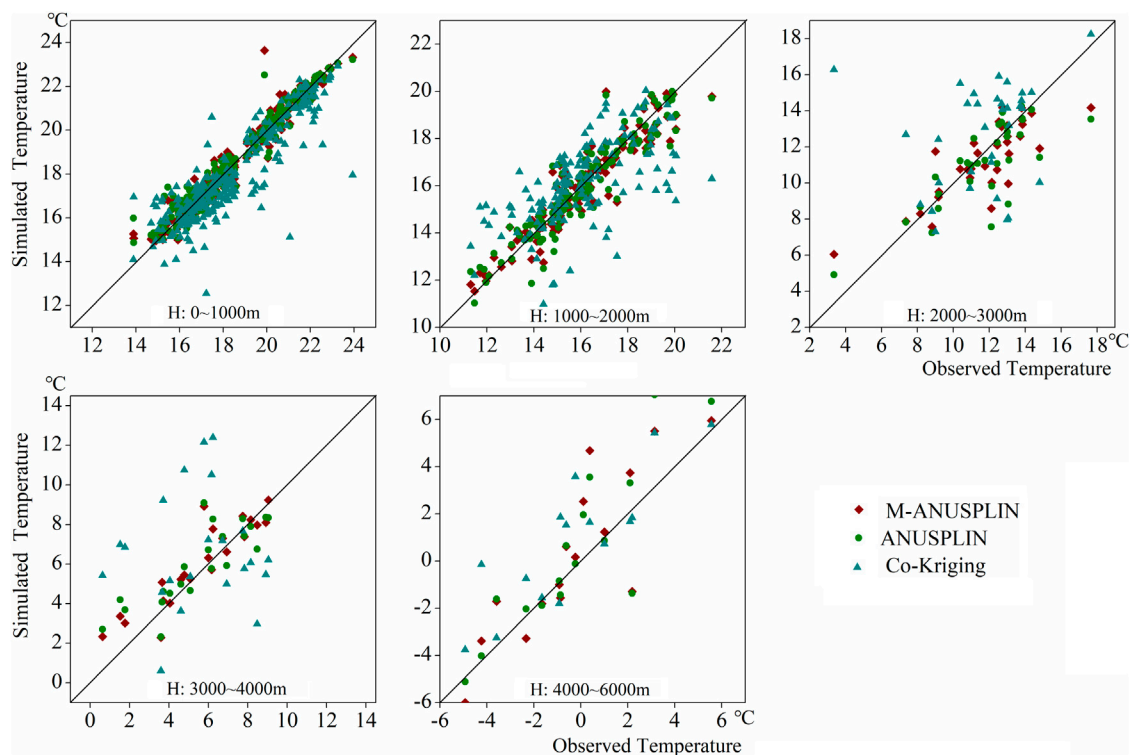 °C
24
22
20
18
16
14
12
H: 0~1000m
12 14 16 18 20 22 24
Simulated Temperature
22
20
18
16
14
12
10
H: 1000~2000m
10 12 14 16 18 20 22
18
16
14
12
10
8
6
4
2
H: 2000~3000m
2 4 6 8 10 12 14 16 18 °C
Observed Temperature
°C
14
12
10
8
6
4
2
0
H: 3000~4000m
0 2 4 6 8 10 12 14
Simulated Temperature
6
4
2
0
-2
-4
-6
H: 4000~6000m
-6 -4 -2 0 2 4 6 °C
Observed Temperature
M-ANUSPLIN
ANUSPLIN
Co-Kriging